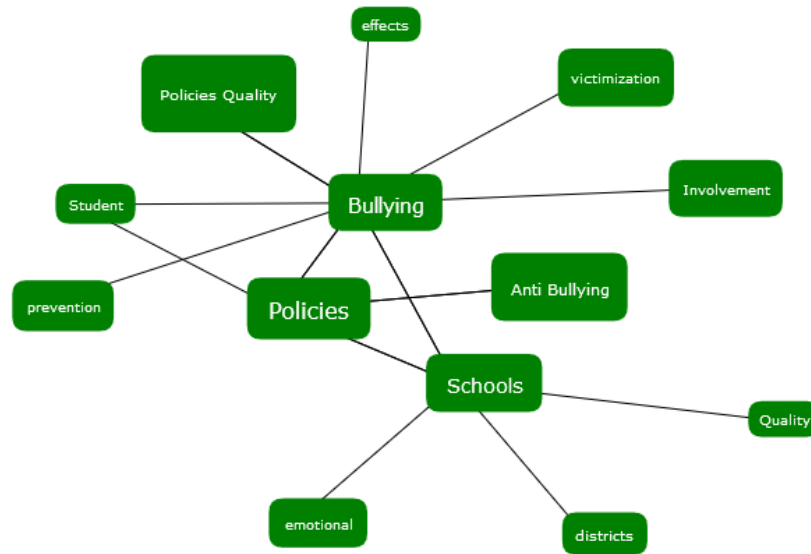 effects
victimization
Policies Quality
Involvement
Student
Bullying
Anti Bullying
prevention
Policies
Schools
Quality
emotional
districts